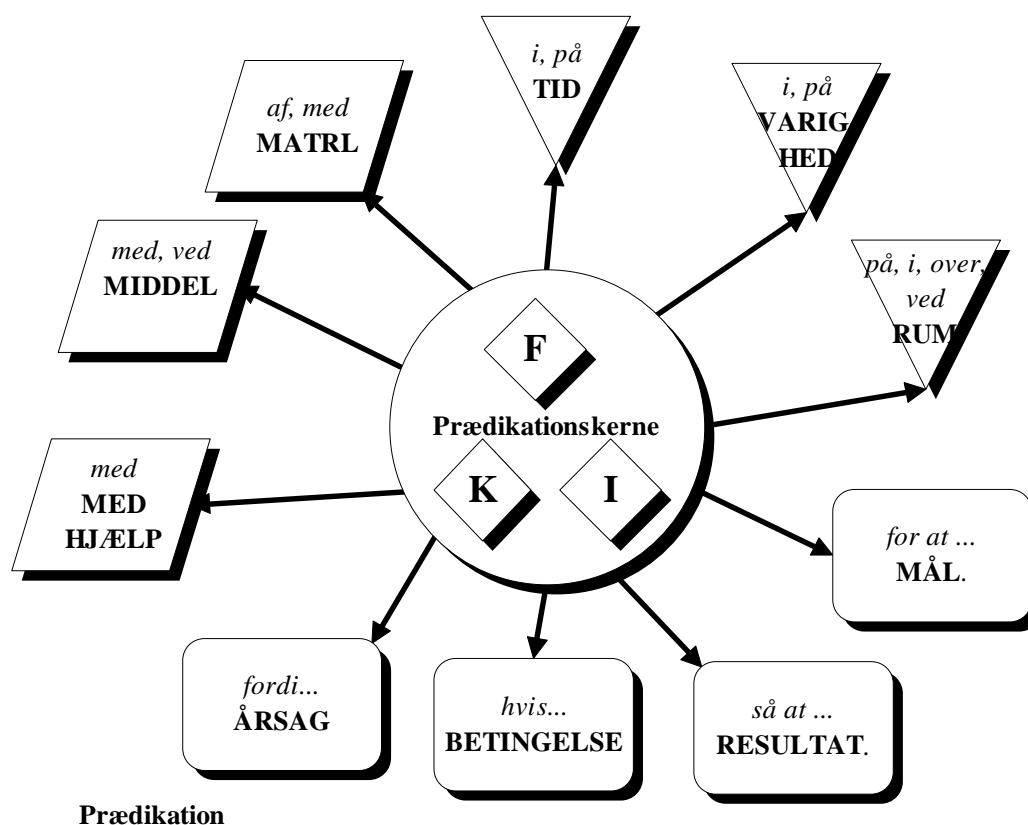 i, på
TID
i, på
VARIG
HED
af, med
MATRL
med, ved
MIDDEL
på, i, over,
ved
RUM
F
Prædikationskerne
K
I
med
MED
HJÆLP
for at ...
MÅL.
fordi...
ÅRSAG
hvis...
BETINGELSE
så at ...
RESULTAT.
Prædikation